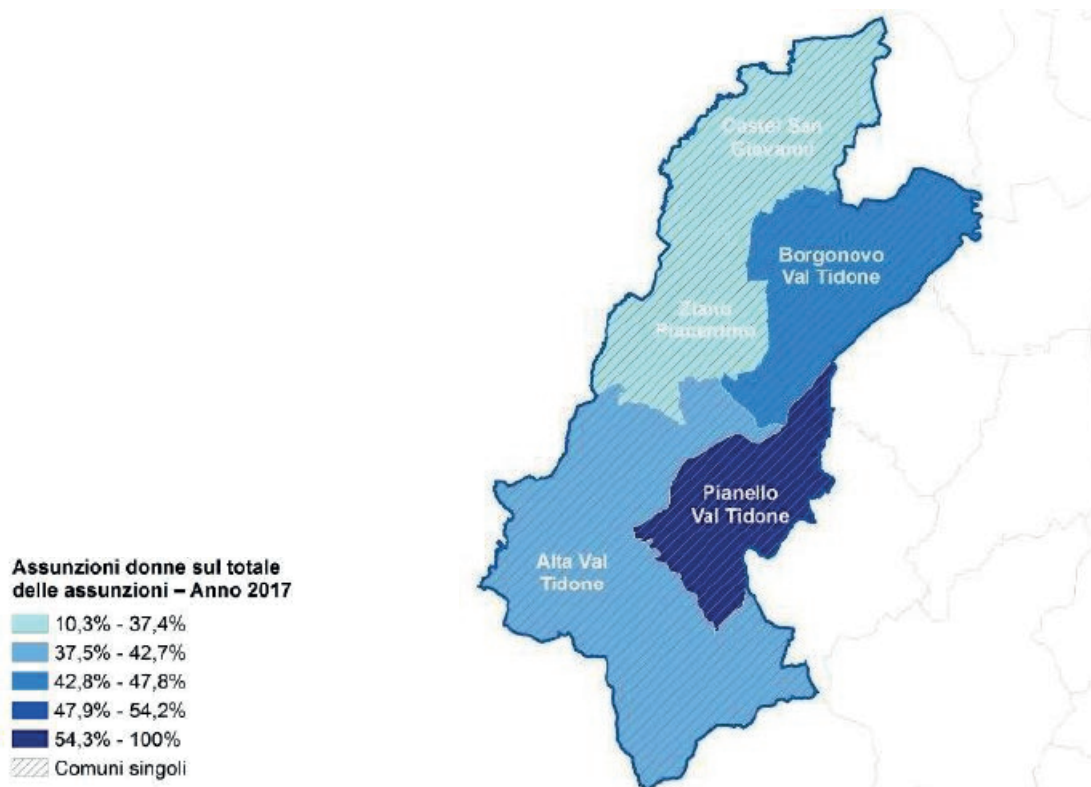 Castel San
Giovanni
Borgonovo
Val Tidone
Ziano
Piacentino
Pianello
Val Tidone
Alta Val
Tidone
Assunzioni donne sul totale
delle assunzioni – Anno 2017
10,3% - 37,4%
37,5% - 42,7%
42,8% - 47,8%
47,9% - 54,2%
54,3% - 100%
Comuni singoli